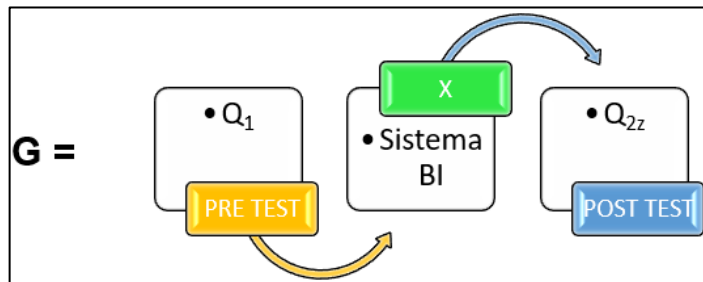 G =
• Q₁
PRE TEST
X
• Sistema
BI
• Q₂z
POST TEST